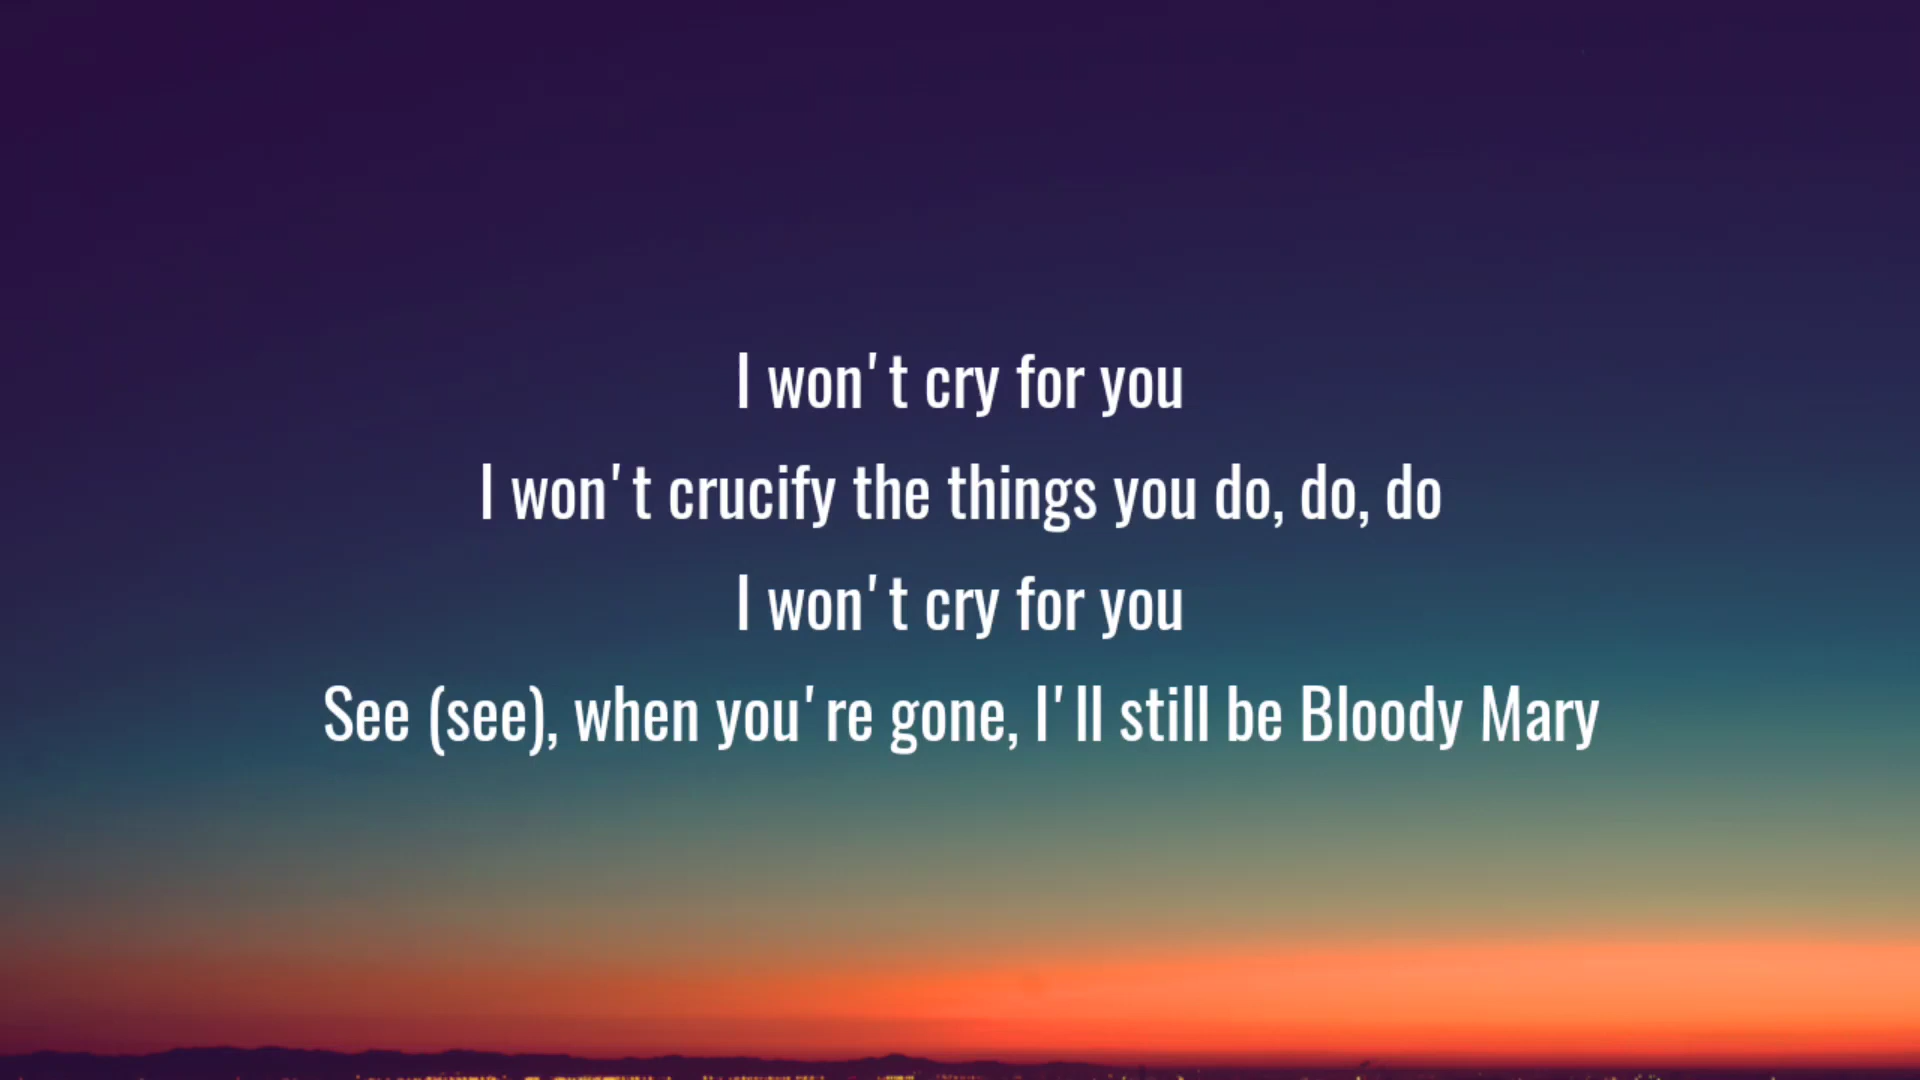 I won't cry for you
I won't crucify the things you do, do, do
I won't cry for you
See (see), when you're gone, I'll still be Bloody Mary